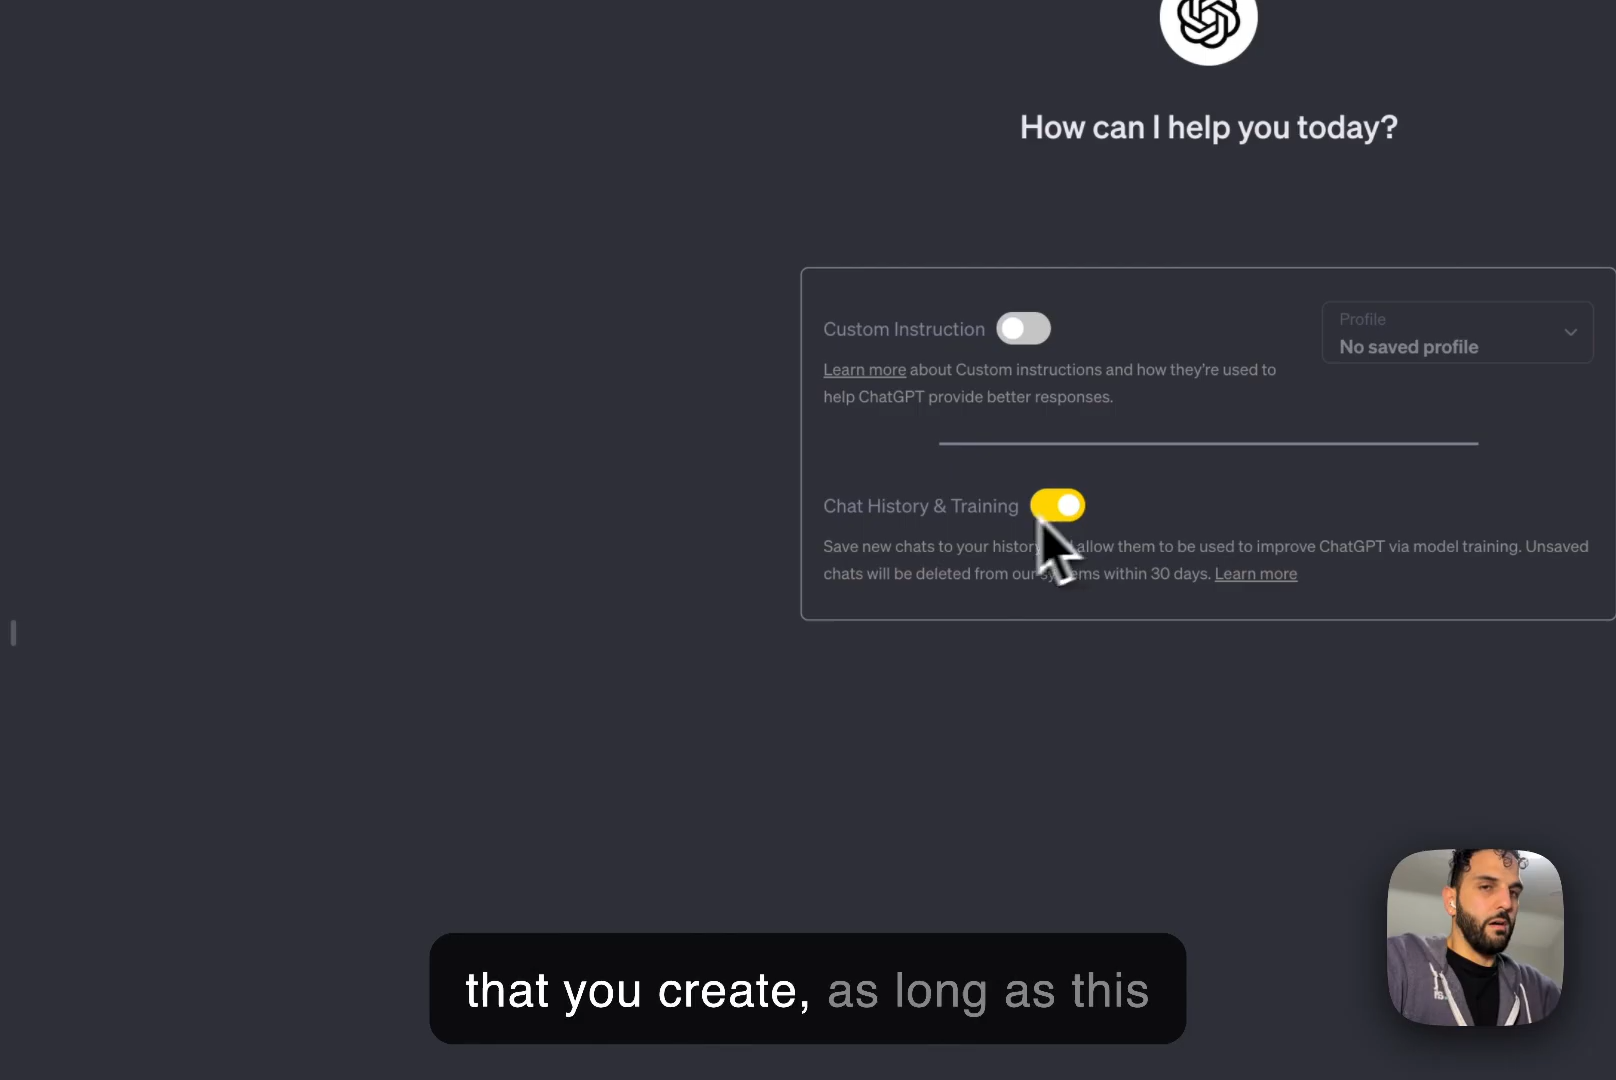 How can I help you today?
Custom Instruction
Profile
No saved profile
Learn more about Custom instructions and how they're used to
help ChatGPT provide better responses.
Chat History & Training
Save new chats to your history allow them to be used to improve ChatGPT via model training. Unsaved
chats will be deleted from our within 30 days. Learn more
that you create, as long as this